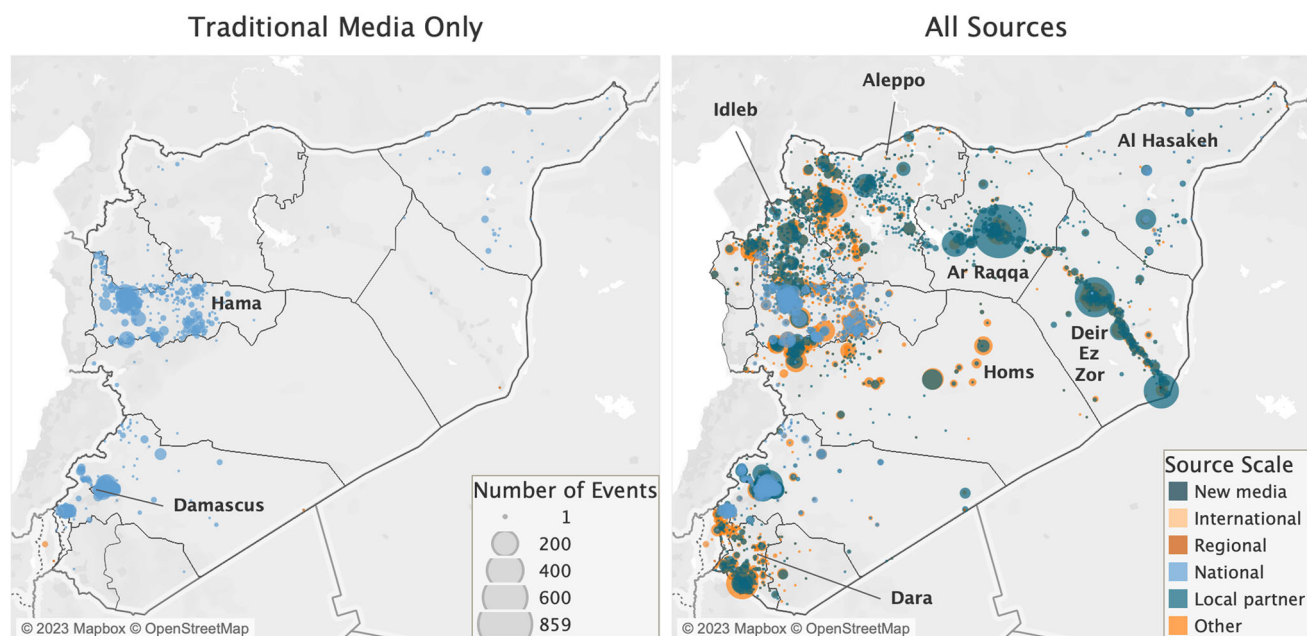 Traditional Media Only
Hama
Damascus
Number of Events
1
200
400
600
859
© 2023 Mapbox © OpenStreetMap
All Sources
Aleppo
Idleb
Al Hasakeh
Ar Raqqa
Deir
Ez
Zor
Homs
Dara
Source Scale
New media
International
Regional
National
Local partner
Other
© 2023 Mapbox © OpenStreetMap